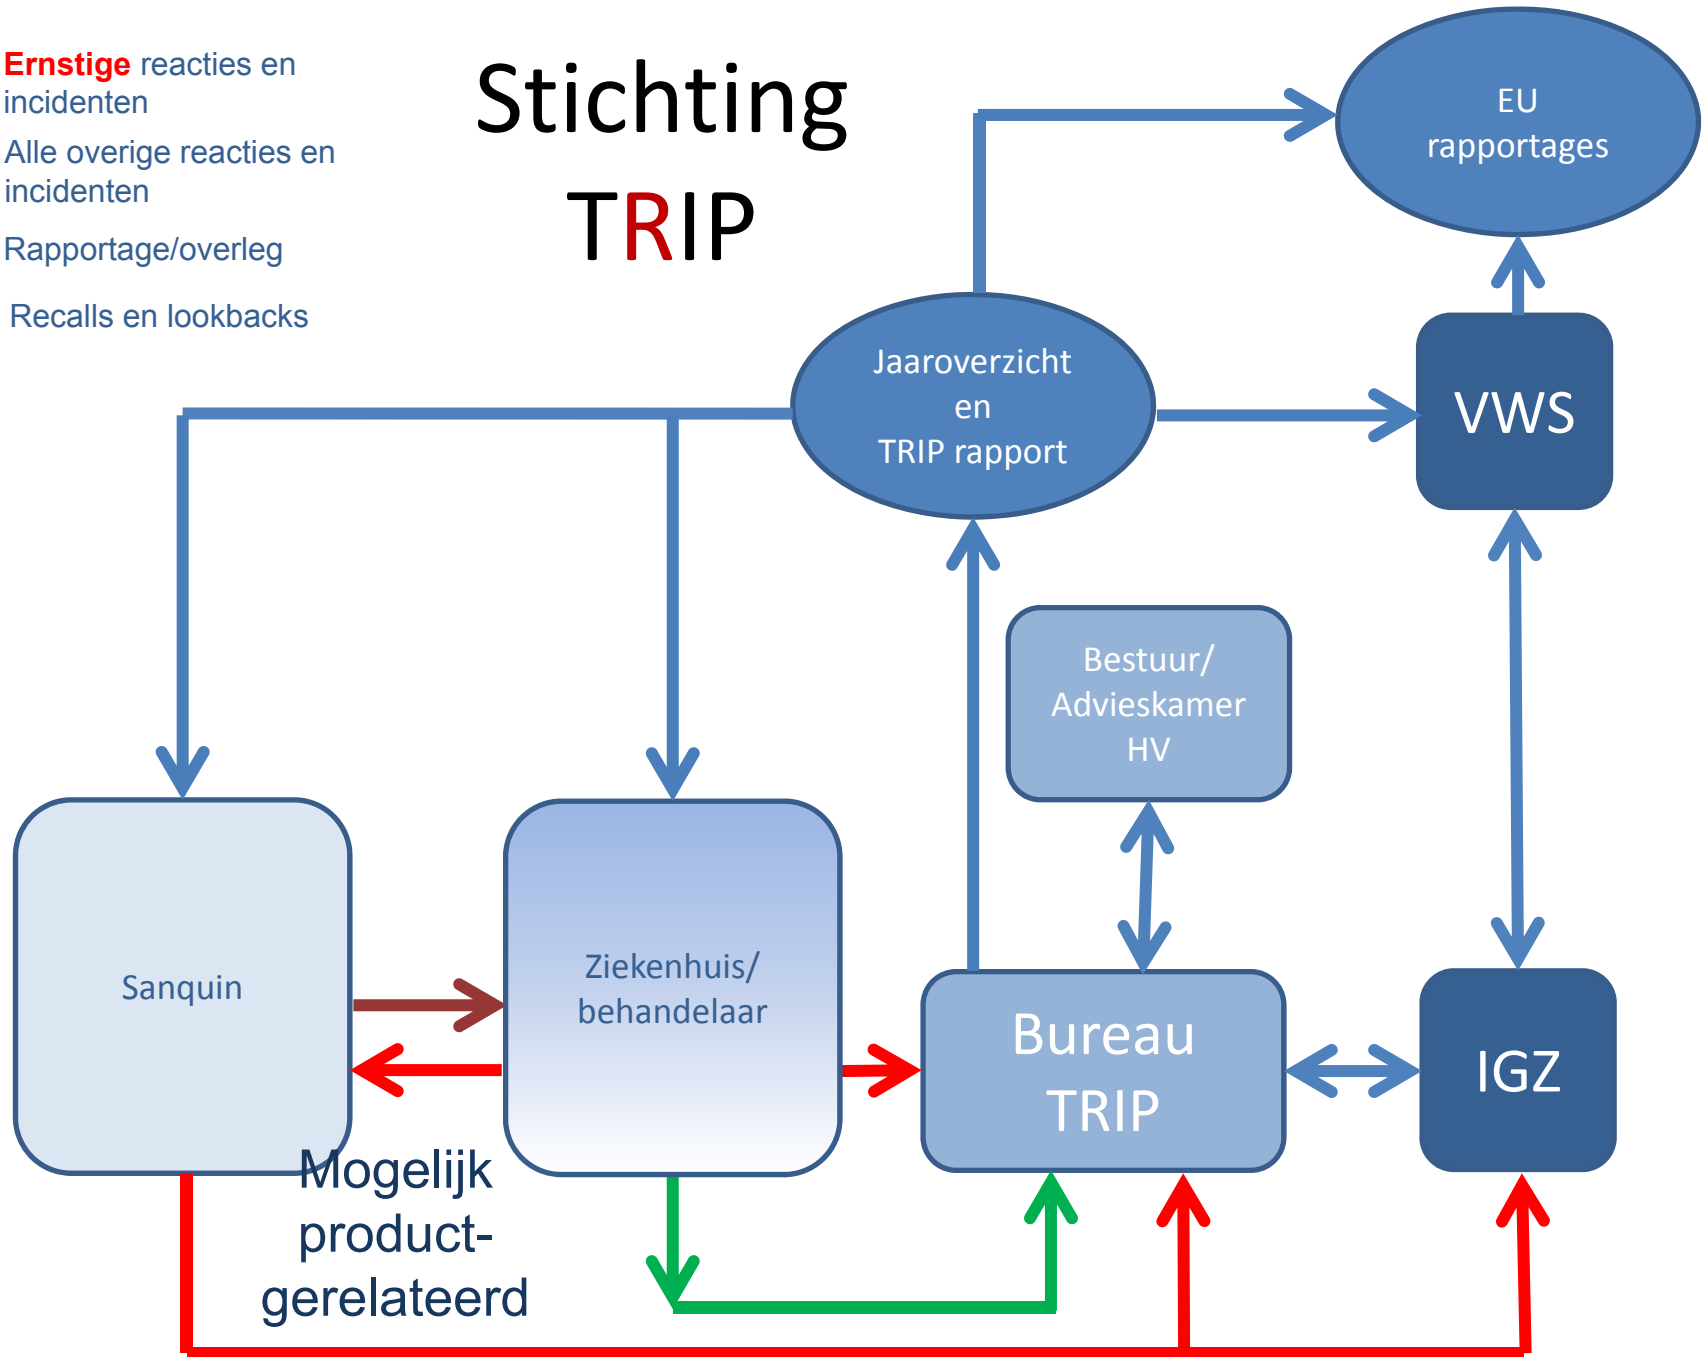 Ernstige reacties en
incidenten
Alle overige reacties en
incidenten
Rapportage/overleg
Recalls en lookbacks
Stichting
TRIP
EU
rapportages
Jaaroverzicht
en
TRIP rapport
VWS
Bestuur/
Advieskamer
HV
Sanquin
Ziekenhuis/
behandelaar
Bureau
TRIP
IGZ
Mogelijk
product-
gerelateerd